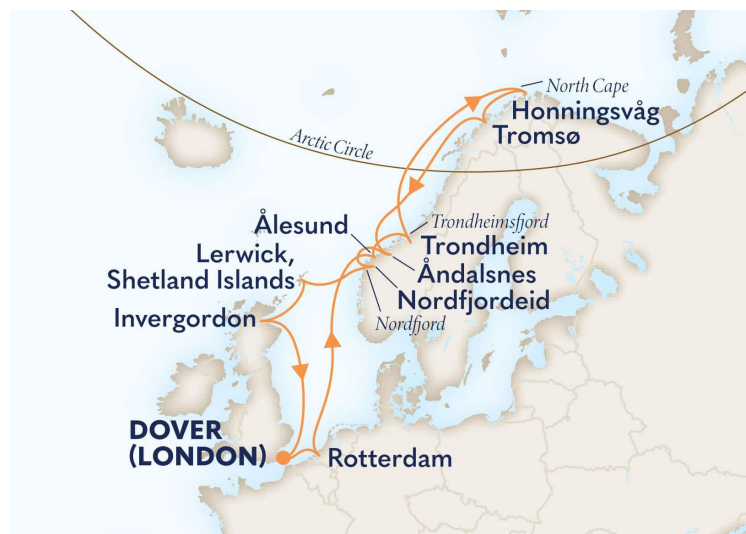 North Cape
Honningsvåg
Tromsø
Arctic Circle
Ålesund
Trondheimsfjord
Lerwick,
Trondheim
Shetland Islands
Åndalsnes
Nordfjordeid
Invergordon
Nordfjord
DOVER
(LONDON)
Rotterdam